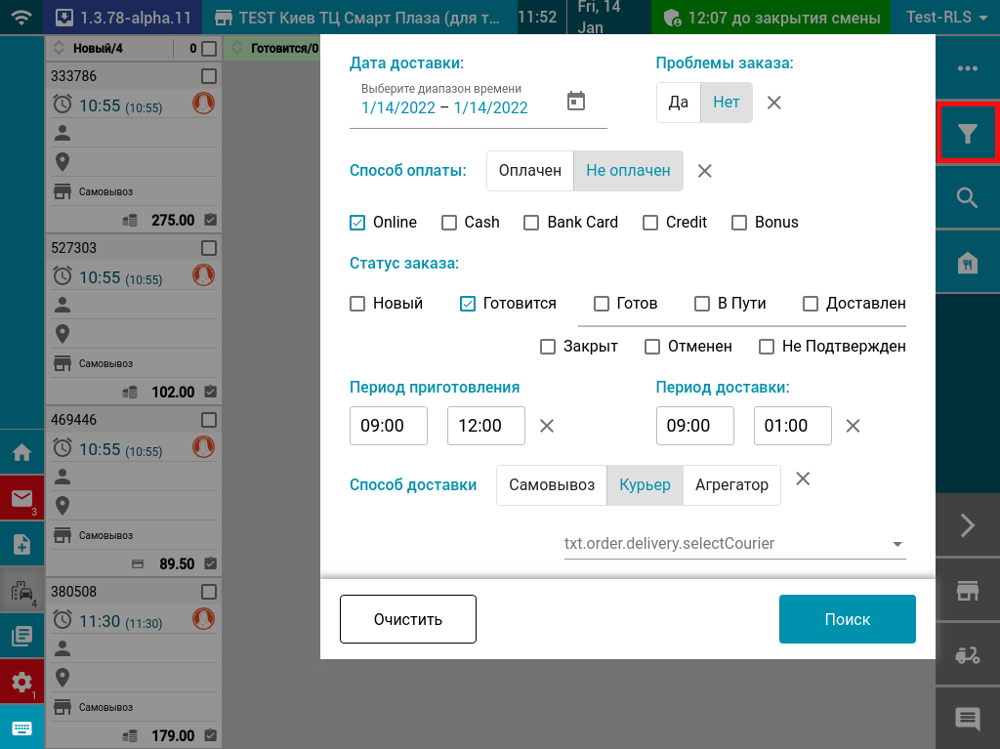 1.3.78-alpha.11
TEST Киев ТЦ Смарт Плаза (для т...
11:52
Fri, 14
Jan
12:07 до закрытия смены
Test-RLS
Новый/4
0
Готовится/0
333786
10:55 (10:55)
Самовывоз
275.00
527303
10:55 (10:55)
Самовывоз
102.00
469446
10:55 (10:55)
Самовывоз
89.50
380508
11:30 (11:30)
Самовывоз
179.00
3
4
1
Дата доставки:
Выберите диапазон времени
1/14/2022 – 1/14/2022
Проблемы заказа:
Да Нет
Способ оплаты:
Оплачен Не оплачен
Online Cash Bank Card Credit Bonus
Статус заказа:
Новый Готовится Готов В Пути Доставлен
Закрыт Отменен Не Подтвержден
Период приготовления
09:00 12:00
Период доставки:
09:00 01:00
Способ доставки
Самовывоз Курьер Агрегатор
txt.order.delivery.selectCourier
Очистить
Поиск